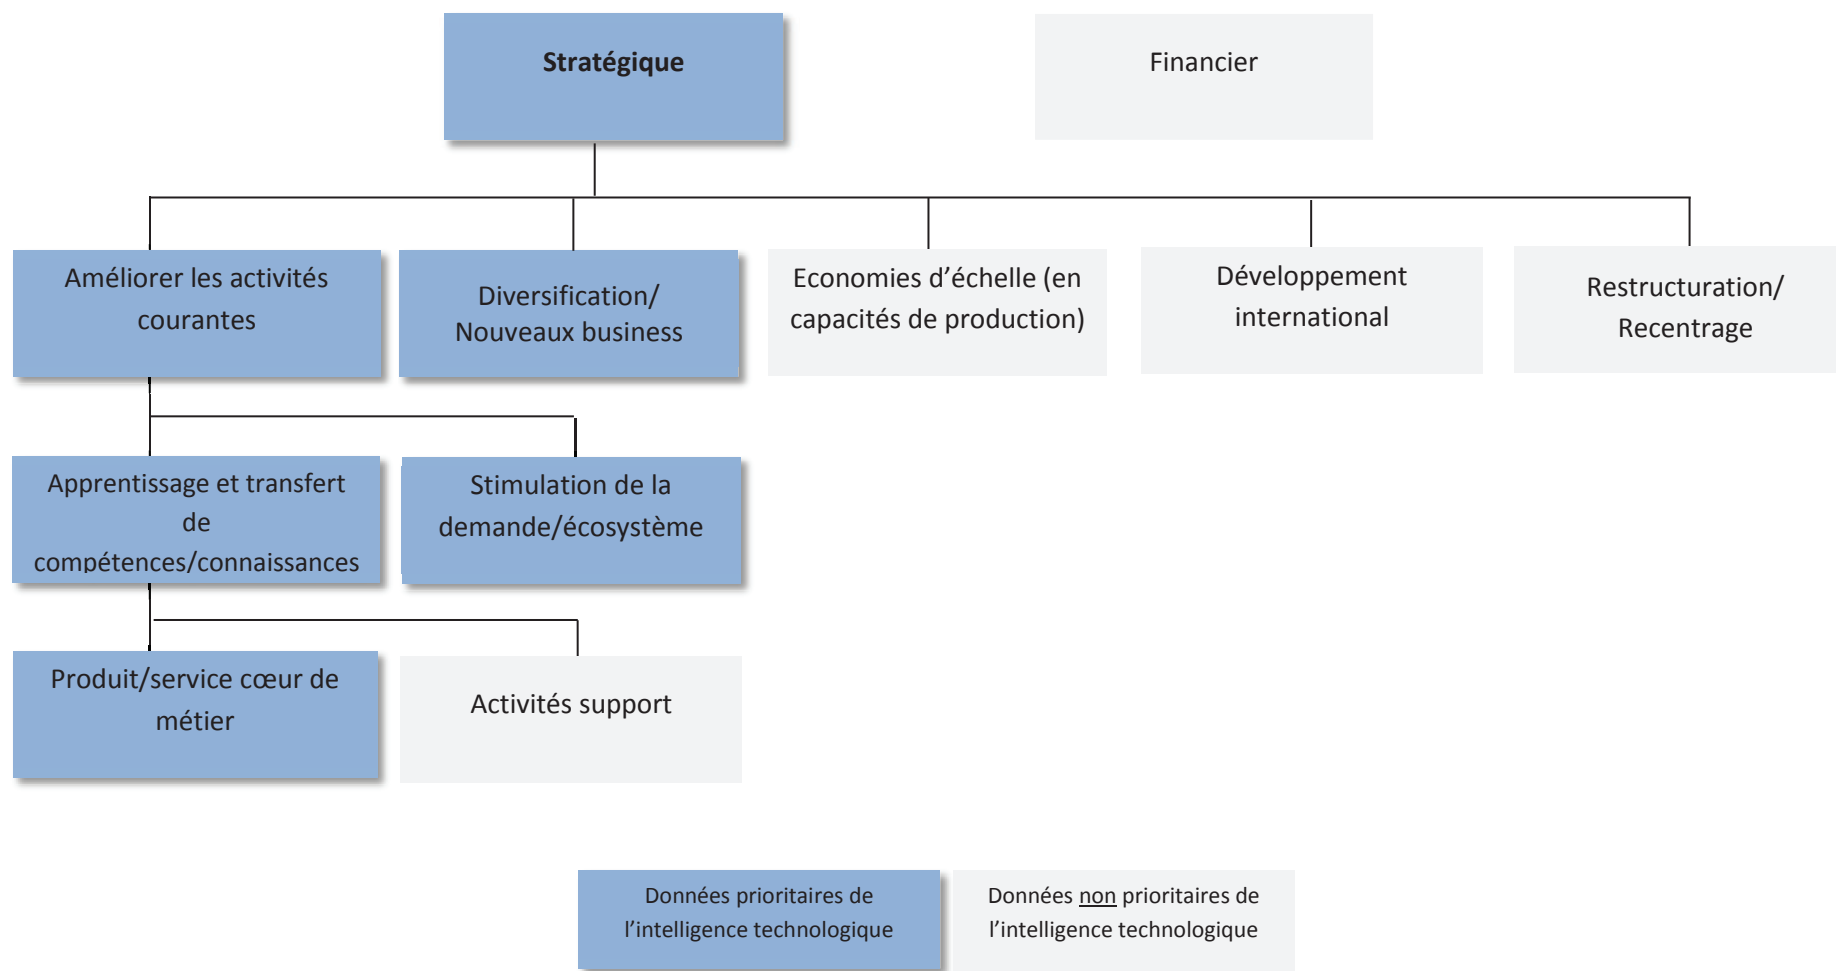 Stratégique
Financier
Améliorer les activités
courantes
Diversification/
Nouveaux business
Economies d’échelle (en
capacités de production)
Développement
international
Restructuration/
Recentrage
Apprentissage et transfert
de
compétences/connaissances
Stimulation de la
demande/écosystème
Produit/service cœur de
métier
Activités support
Données prioritaires de
l’intelligence technologique
Données non prioritaires de
l’intelligence technologique